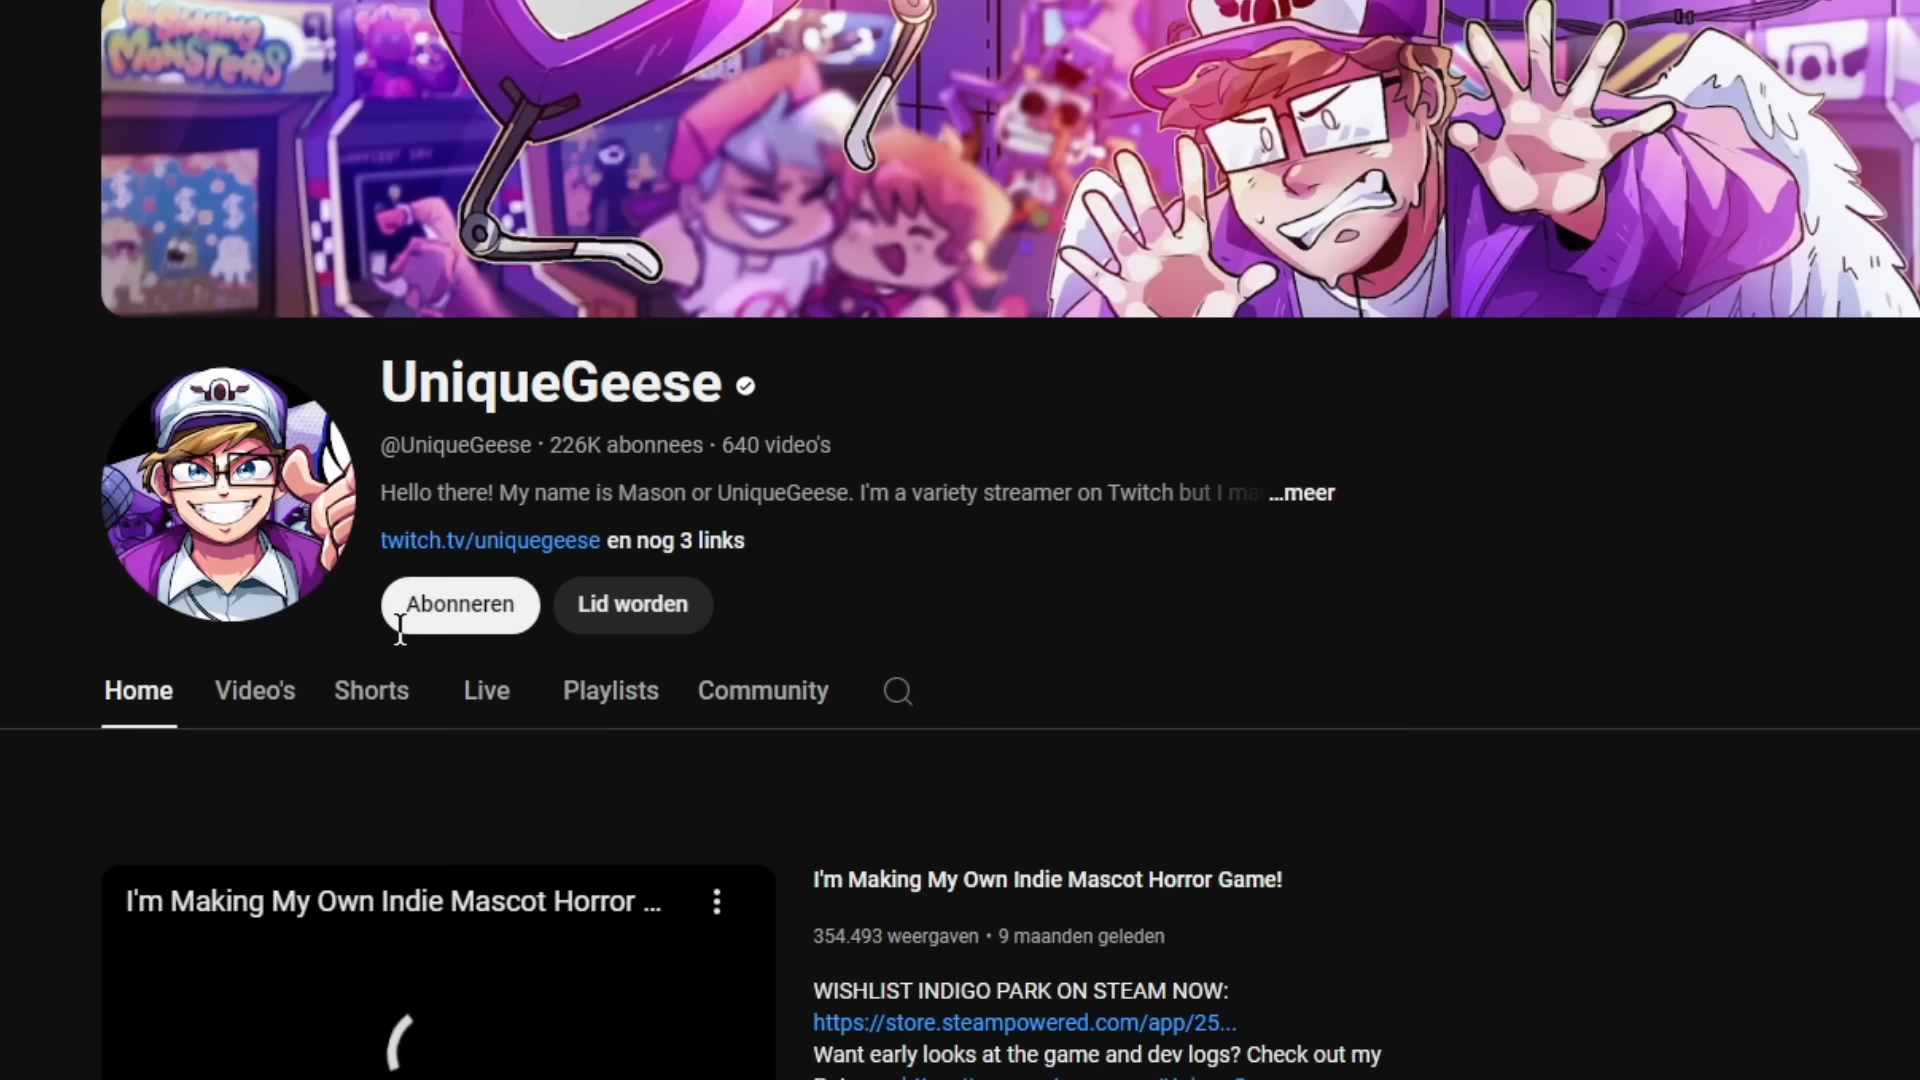 MONSTERS
UniqueGeese
@UniqueGeese · 226K abonnees · 640 video's
Hello there! My name is Mason or UniqueGeese. I'm a variety streamer on Twitch but I ma ...meer
twitch.tv/uniquegeese en nog 3 links
Abonneren Lid worden
Home Video's Shorts Live Playlists Community
I'm Making My Own Indie Mascot Horror ...
I'm Making My Own Indie Mascot Horror Game!
354.493 weergaven • 9 maanden geleden
WISHLIST INDIGO PARK ON STEAM NOW:
https://store.steampowered.com/app/25...
Want early looks at the game and dev logs? Check out my